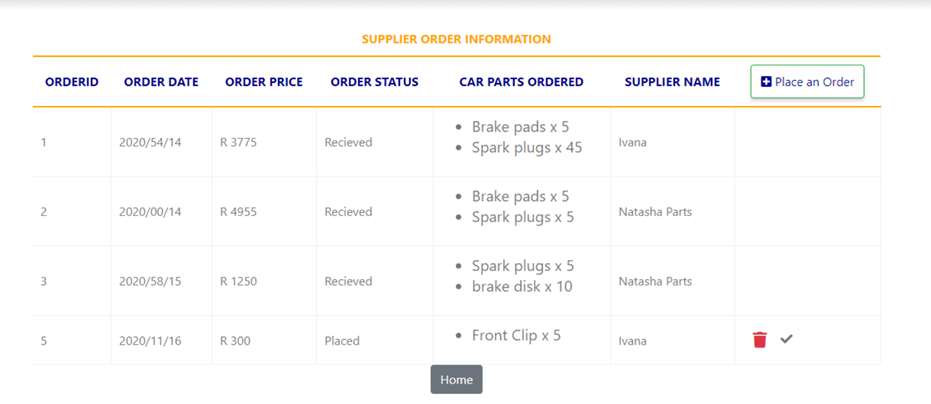 SUPPLIER ORDER INFORMATION
ORDERID ORDER DATE ORDER PRICE ORDER STATUS CAR PARTS ORDERED SUPPLIER NAME Place an Order
1 2020/54/14 R 3775 Recieved Brake pads x 5 Ivana
Spark plugs x 45
2 2020/00/14 R 4955 Recieved Brake pads x 5 Natasha Parts
Spark plugs x 5
3 2020/58/15 R 1250 Recieved Spark plugs x 5 Natasha Parts
brake disk x 10
5 2020/11/16 R 300 Placed Front Clip x 5 Ivana
Home